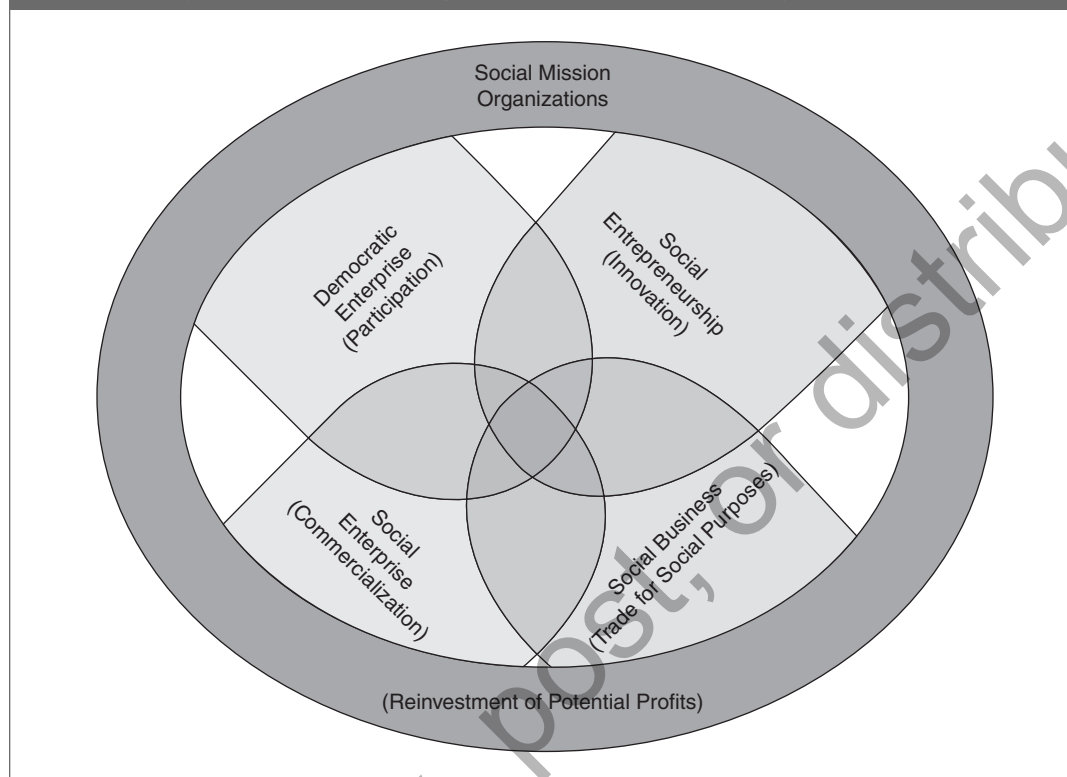 Social Mission
Organizations
Democratic
Enterprise
(Participation)
Social
Entrepreneurship
(Innovation)
Social
Enterprise
(Commercialization)
Social Business
(Trade for Social Purposes)
(Reinvestment of Potential Profits)
post, or distribu